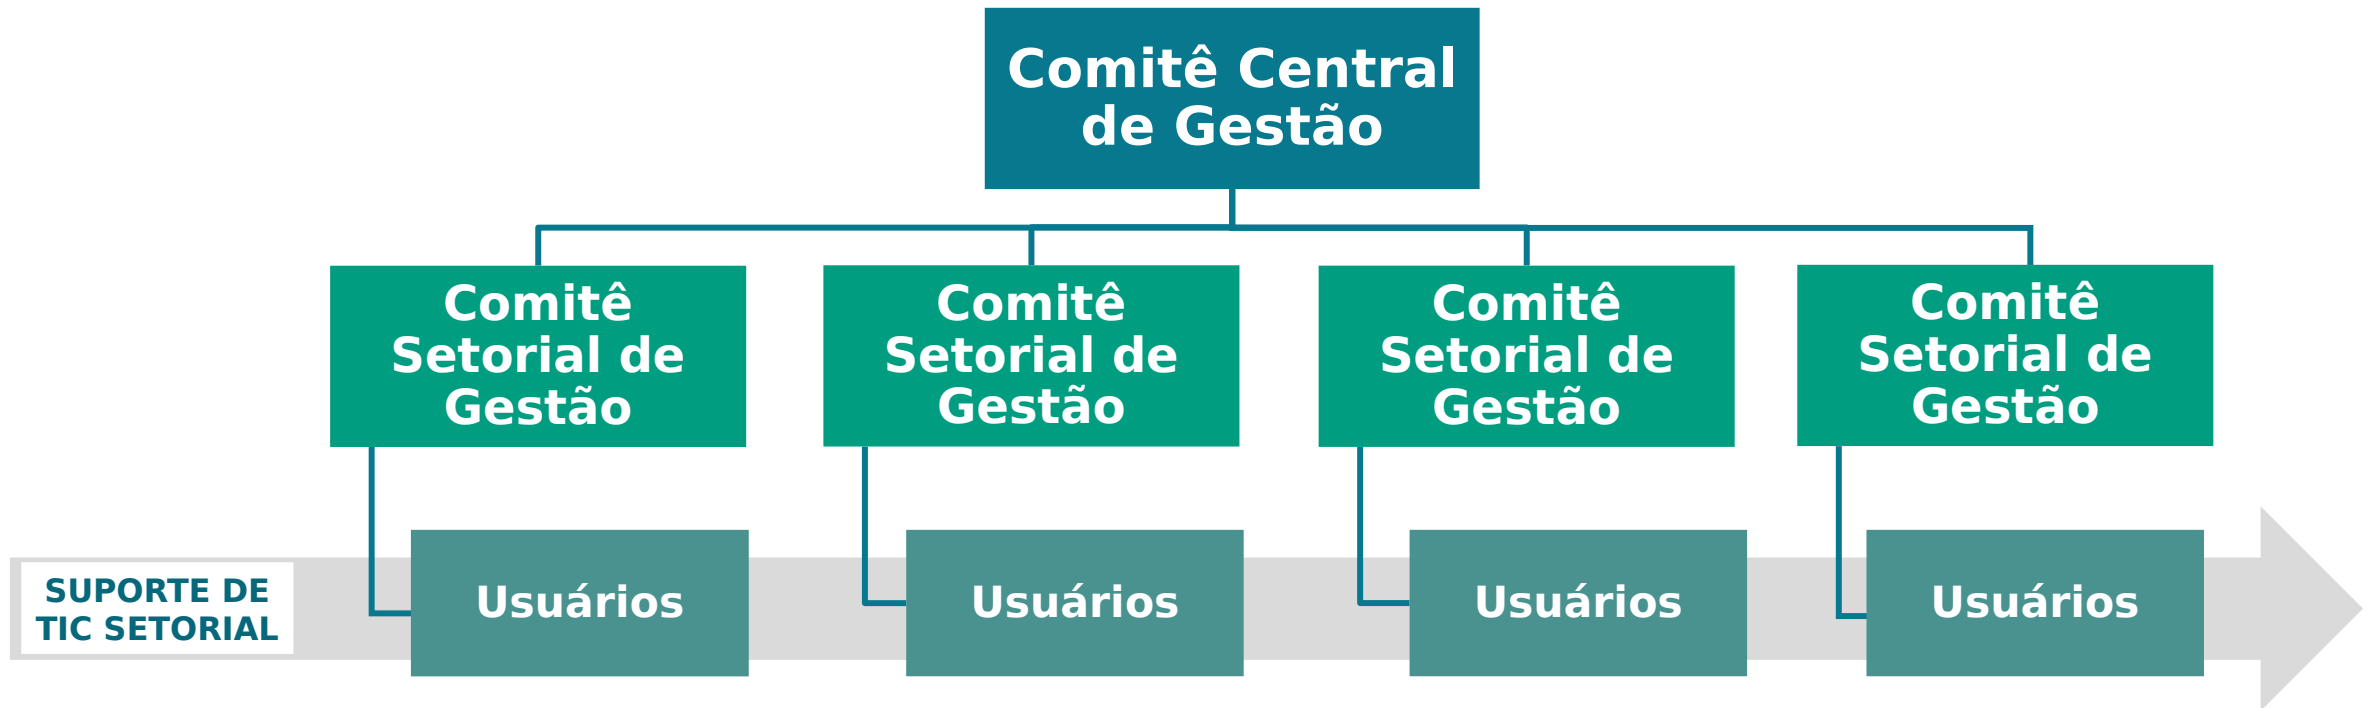 Comitê Central
de Gestão
Comitê
Setorial de
Gestão
Comitê
Setorial de
Gestão
Comitê
Setorial de
Gestão
Comitê
Setorial de
Gestão
SUPORTE DE
TIC SETORIAL
Usuários
Usuários
Usuários
Usuários